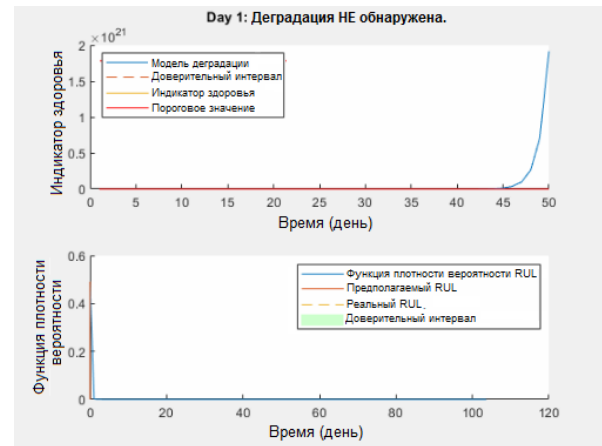 Day 1: Деградация НЕ обнаружена.
×10²¹
2
1.5
1
0.5
0
Индикатор здоровья
Модель деградации
Доверительный интервал
Индикатор здоровья
Пороговое значение
0 5 10 15 20 25 30 35 40 45 50
Время (день)
0.6
0.4
0.2
0
Функция плотности
вероятности
Функция плотности вероятности RUL
Предполагаемый RUL
Реальный RUL
Доверительный интервал
0 20 40 60 80 100 120
Время (день)